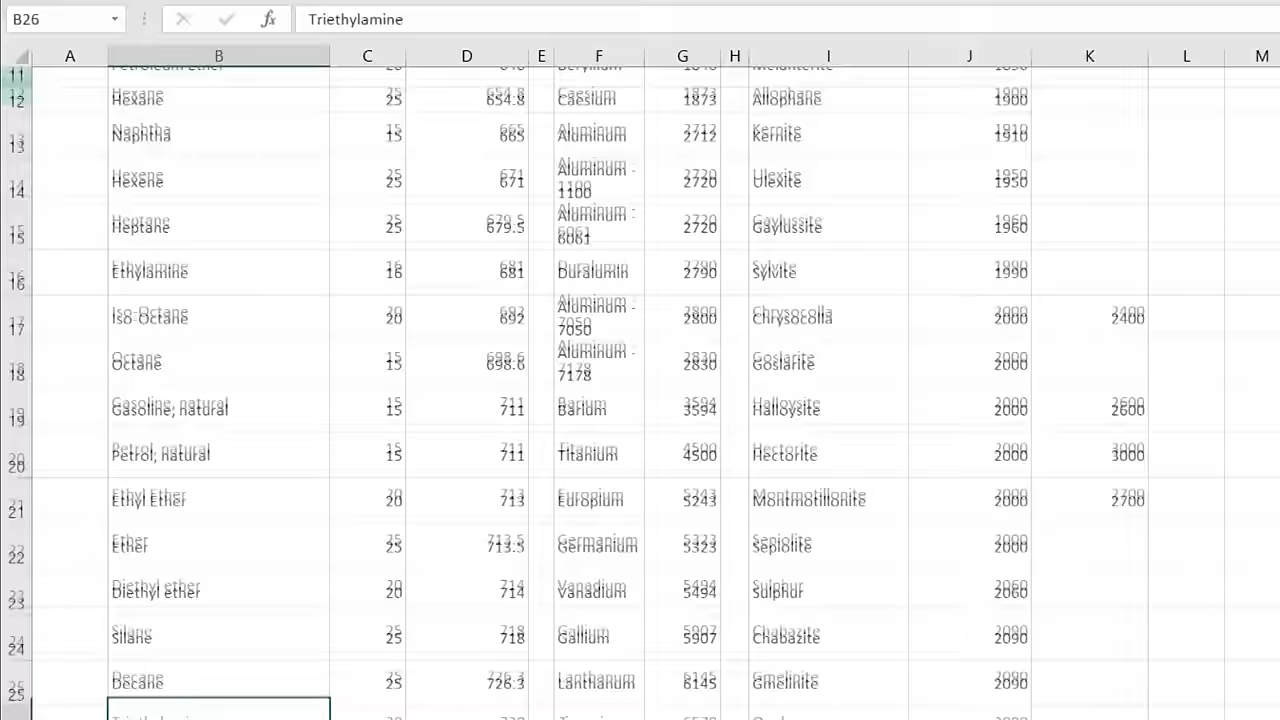 B26 fx Triethylamine
A B C D E F G H I J K L M
11
12 Hexane 25 654.8 Caesium 1873 Allophane 1900
13 Naphtha 15 665 Aluminum 2712 Kernite 1910
14 Hexene 25 671 Aluminum - 1100 2720 Ulexite 1950
15 Heptane 25 679.5 Aluminum - 6061 2720 Gaylussite 1960
16 Ethylamine 16 681 Duralumin 2790 Sylvite 1990
17 Iso-Octane 20 692 Aluminum - 7050 2800 Chrysocolla 2000 2400
18 Octane 15 698.6 Aluminum - 7178 2830 Goslarite 2000
19 Gasoline, natural 15 711 Barium 3594 Halloysite 2000 2600
20 Petrol, natural 15 711 Titanium 4500 Hectorite 2000 3000
21 Ethyl Ether 20 713 Europium 5243 Montmotillonite 2000 2700
22 Ether 25 713.5 Germanium 5323 Sepiolite 2000
23 Diethyl ether 20 714 Vanadium 5494 Sulphur 2060
24 Silane 25 718 Gallium 5907 Chabazite 2090
25 Decane 25 726.3 Lanthanum 6145 Gmelinite 2090